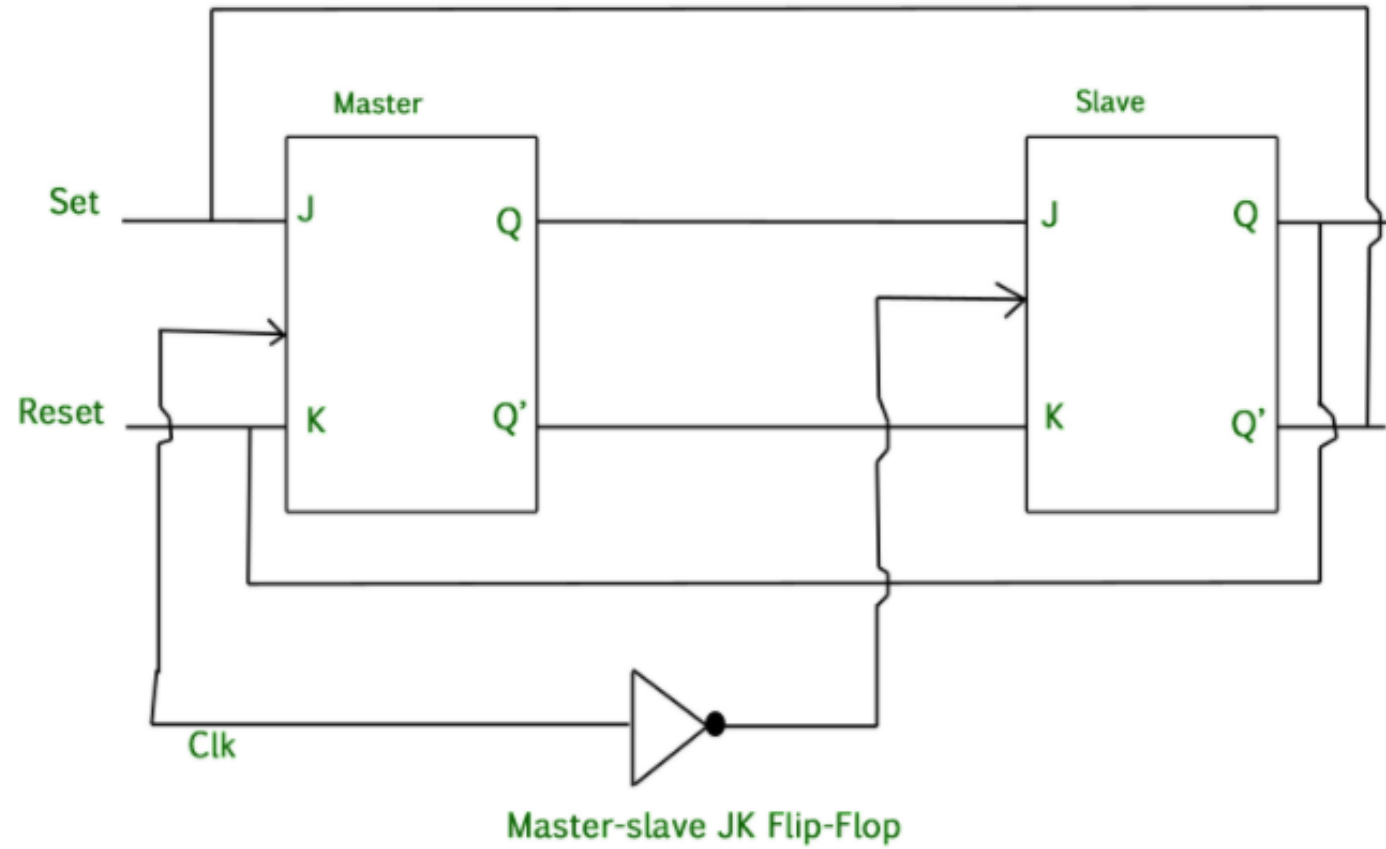 Master
Slave
Set
J
Q
J
Q
Reset
K
Q'
K
Q'
Clk
Master-slave JK Flip-Flop